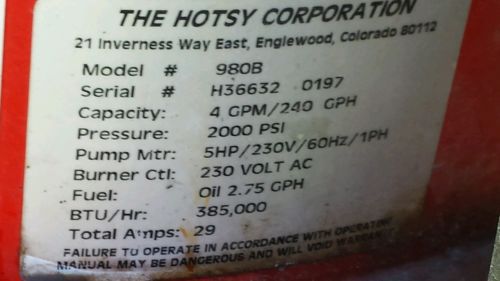 THE HOTSY CORPORATION
21 Inverness Way East, Englewood, Colorado 80112
Model # 980B
Serial # H36632 0197
Capacity: 4 GPM/240 GPH
Pressure: 2000 PSI
Pump Mtr: 5HP/230V/60Hz/1PH
Burner Ctl: 230 VOLT AC
Fuel: Oil 2.75 GPH
BTU/Hr: 385,000
Total Amps: 29
FAILURE TO OPERATE IN ACCORDANCE WITH OPERATING
MANUAL MAY BE DANGEROUS AND WILL VOID